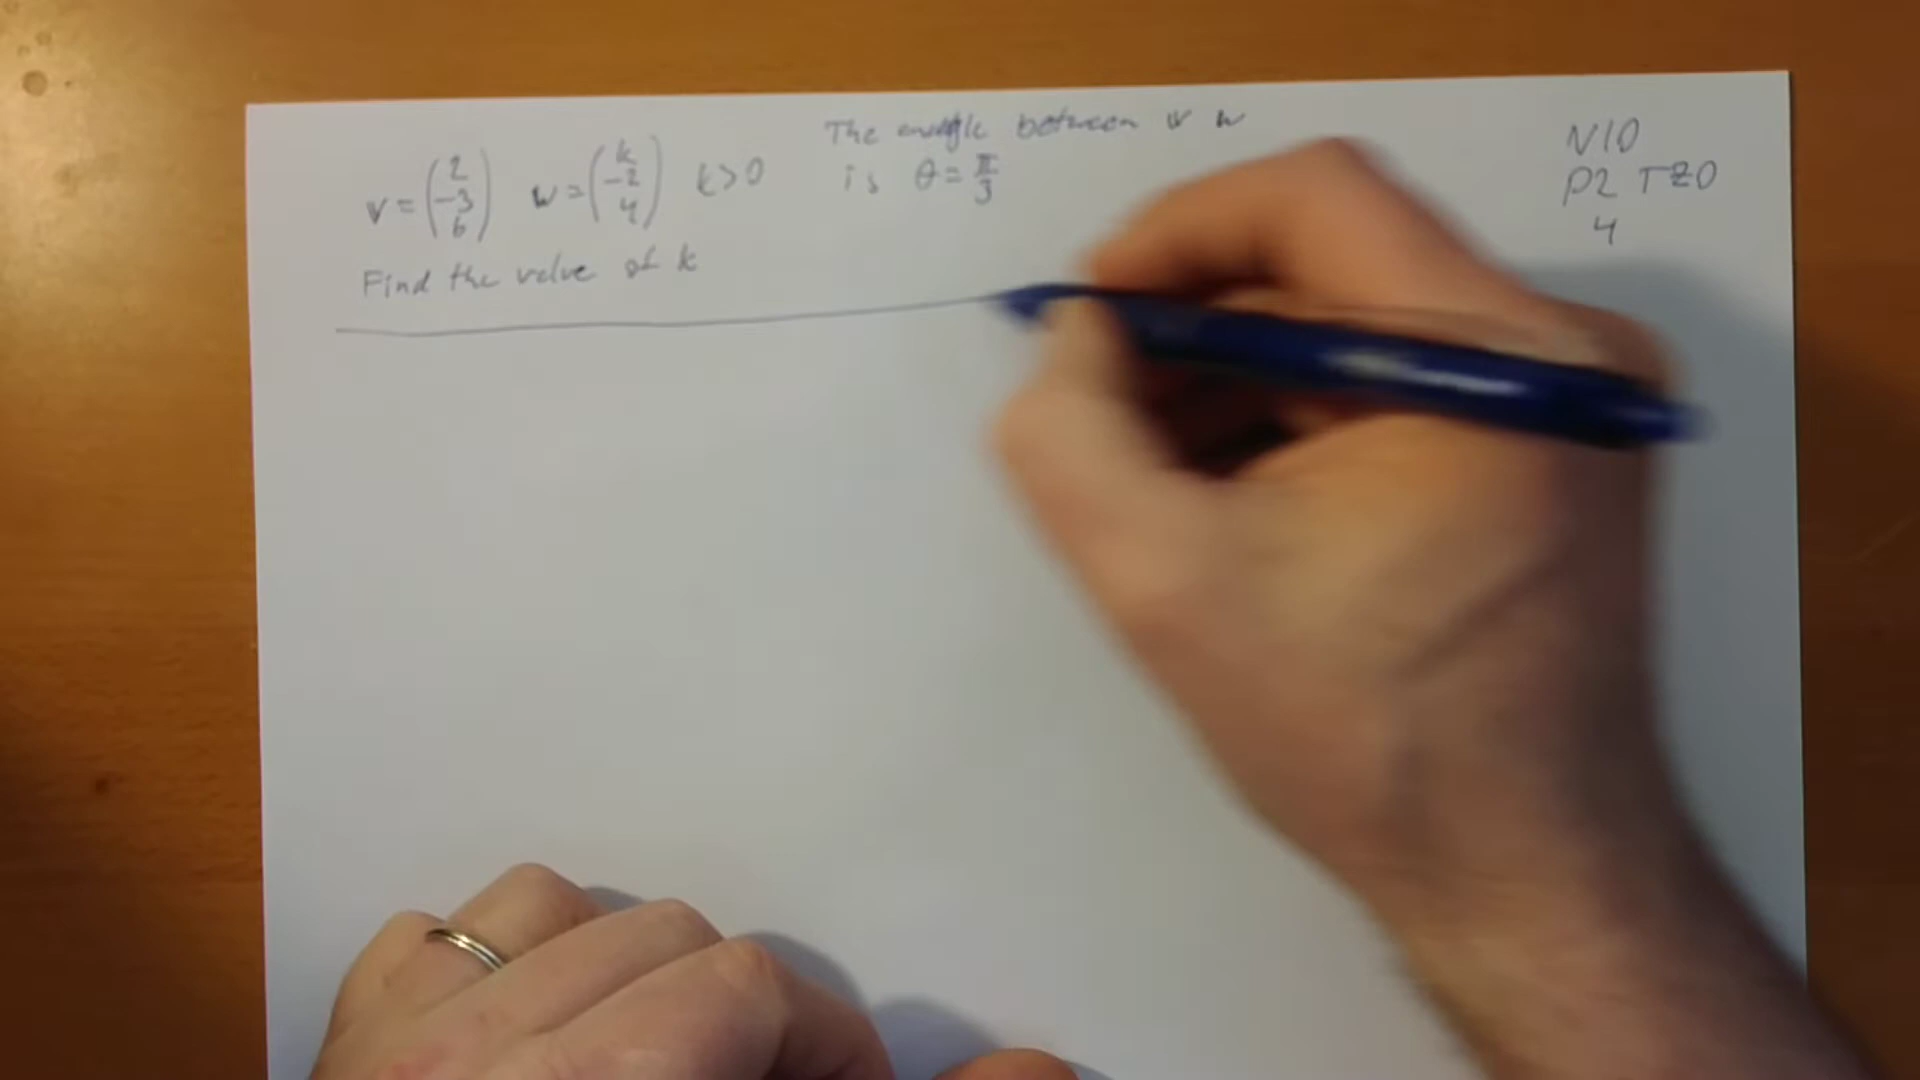 The angle between v w
v = (2 -3 6) w = (k -2 4) k>0 is θ = π/3
Find the value of k
N10
P2 TZ0
4